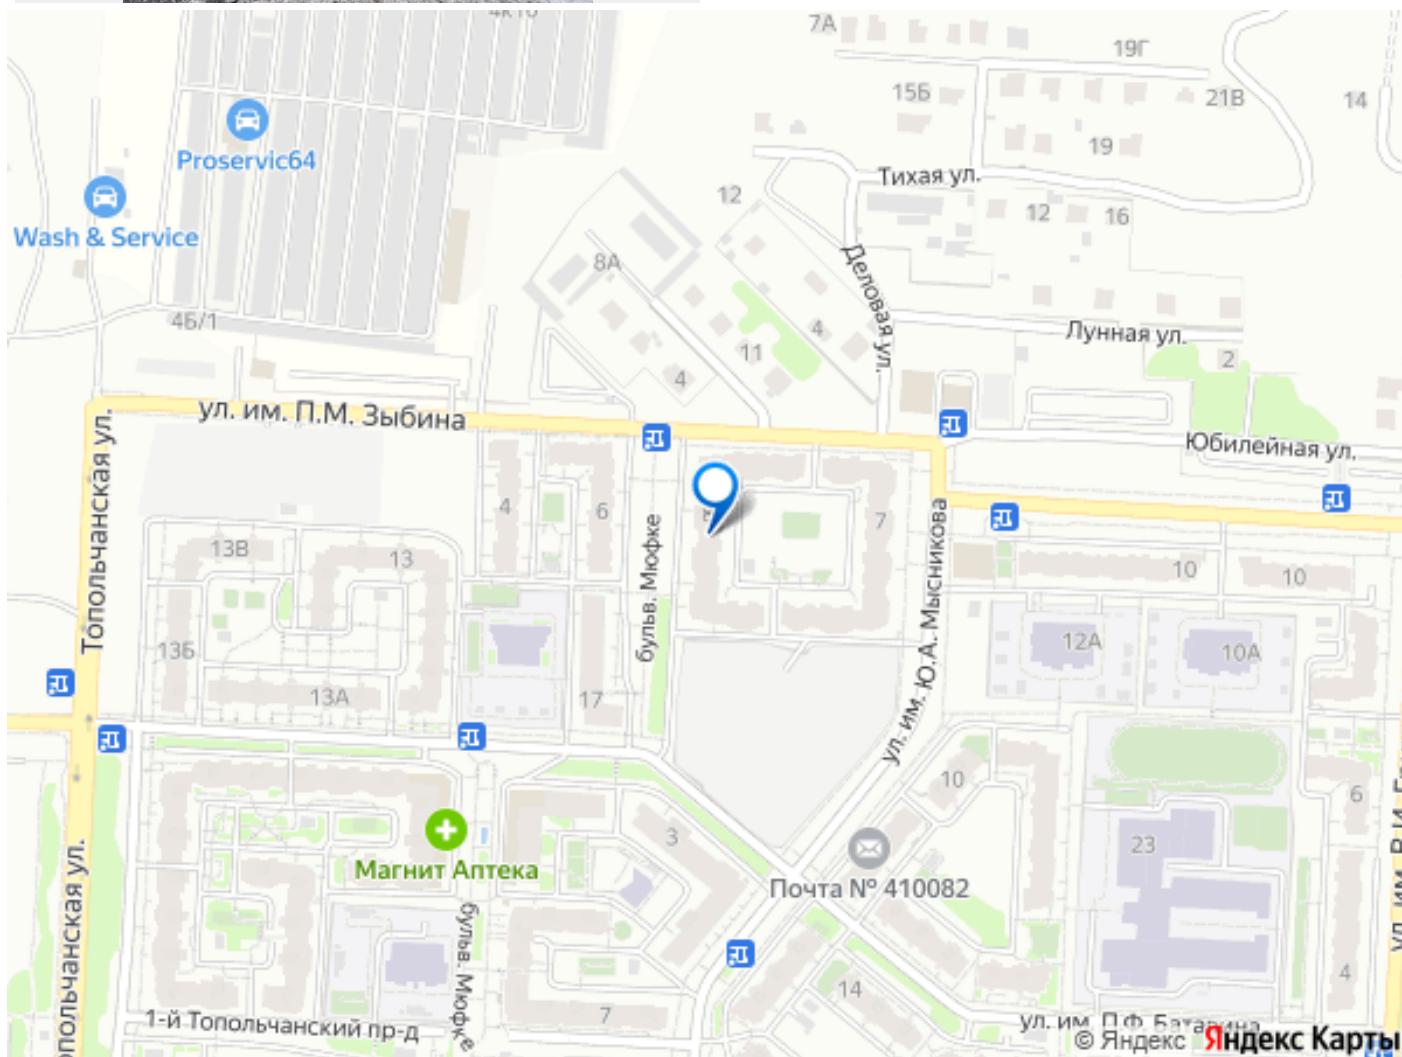 7А
19Г
15Б
21В
14
Proservic64
19
Тихая ул.
12
12
16
Wash & Service
8А
Деловая ул.
4Б/1
4
Лунная ул.
11
2
4
ул. им. П.М. Зыбина
Топольчанская ул.
Юбилейная ул.
4
6
7
бульв. Мюфке
ул. им. Ю.А. Мысникова
13В
13
10
10
12А
10А
13Б
13А
17
10
6
3
23
Магнит Аптека
Почта № 410082
бульв. Мюфке
4
14
7
1-й Топольчанский пр-д
ул. им. П.Ф. Батавина
© Яндекс Яндекс Карты